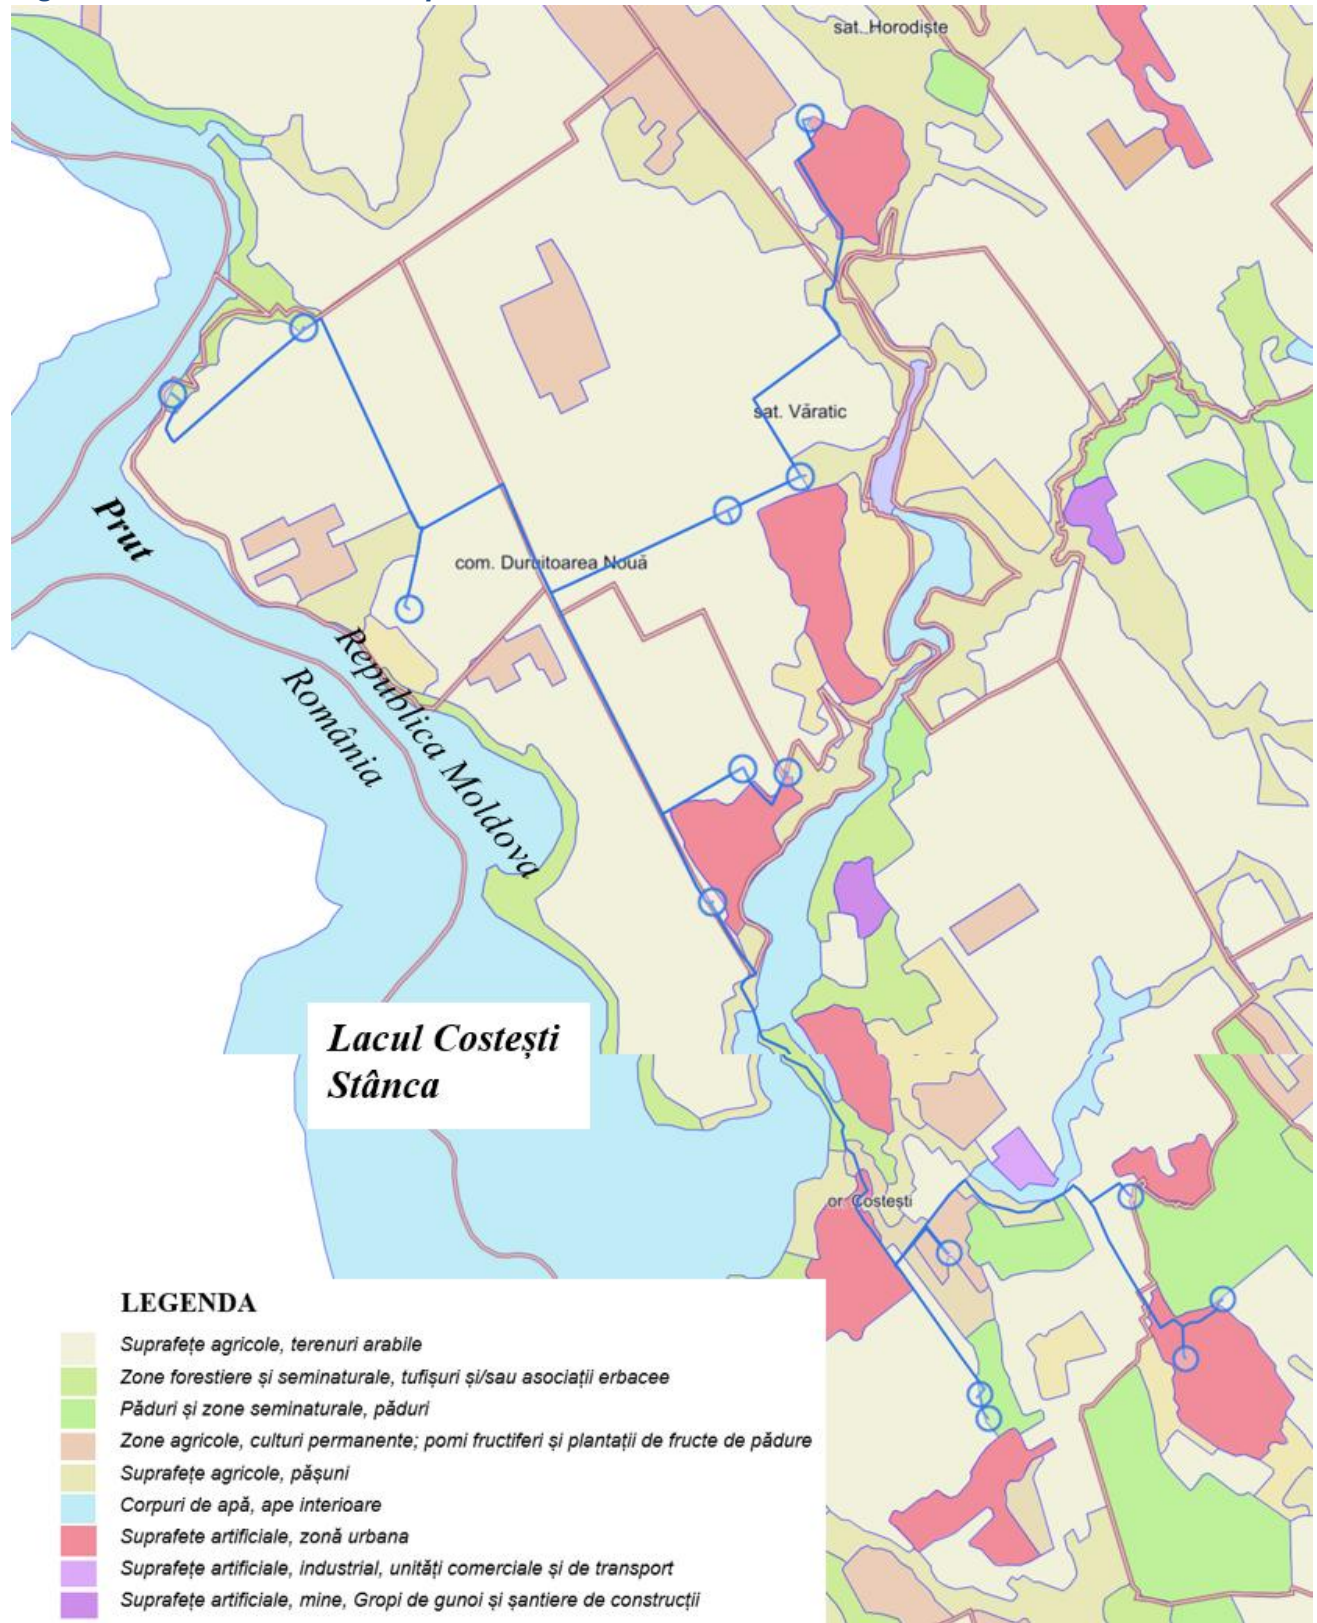 sat. Horodiște
sat. Văratic
Prut
com. Duruitoarea Nouă
Republica Moldova
România
Lacul Costești
Stânca
or. Costești
LEGENDA
Suprafețe agricole, terenuri arabile
Zone forestiere și seminaturale, tufișuri și/sau asociații erbacee
Păduri și zone seminaturale, păduri
Zone agricole, culturi permanente; pomi fructiferi și plantații de fructe de pădure
Suprafețe agricole, pășuni
Corpuri de apă, ape interioare
Suprafete artificiale, zonă urbana
Suprafețe artificiale, industrial, unități comerciale și de transport
Suprafețe artificiale, mine, Gropi de gunoi și șantiere de construcții